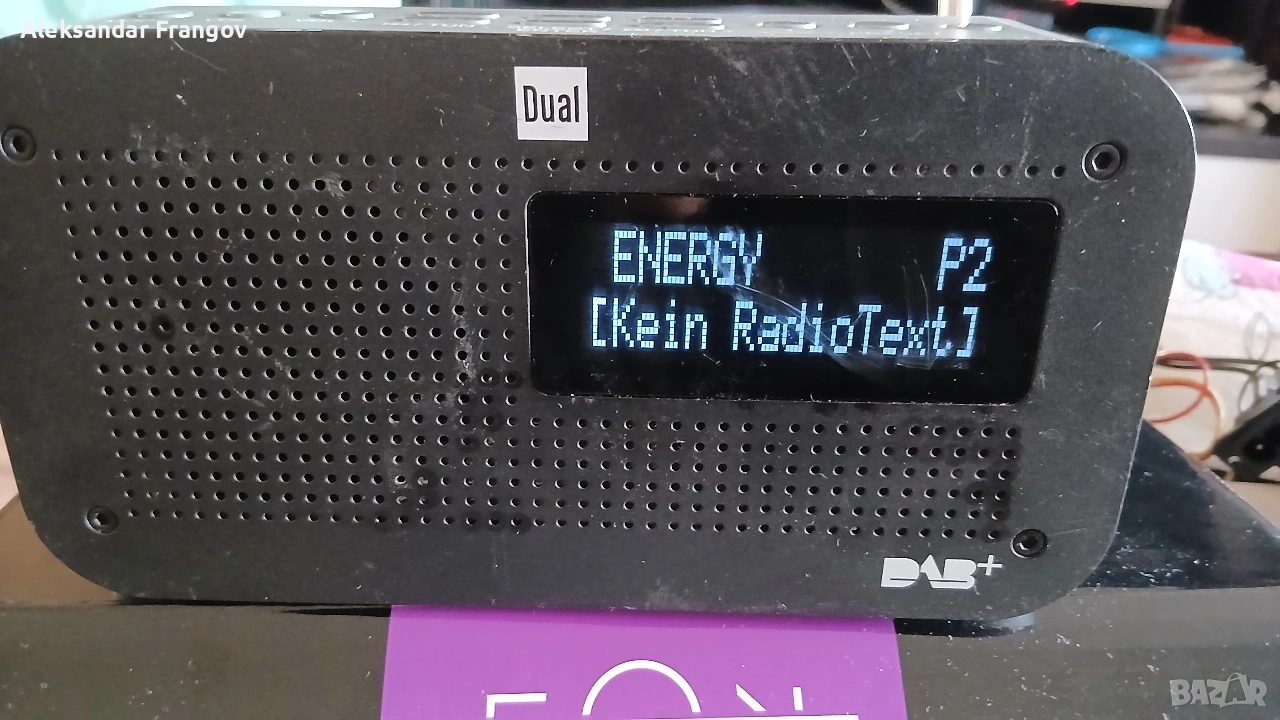 Aleksandar Frangov
Dual
ENERGY P2
[Kein RadioText]
DAB+
BAZAR